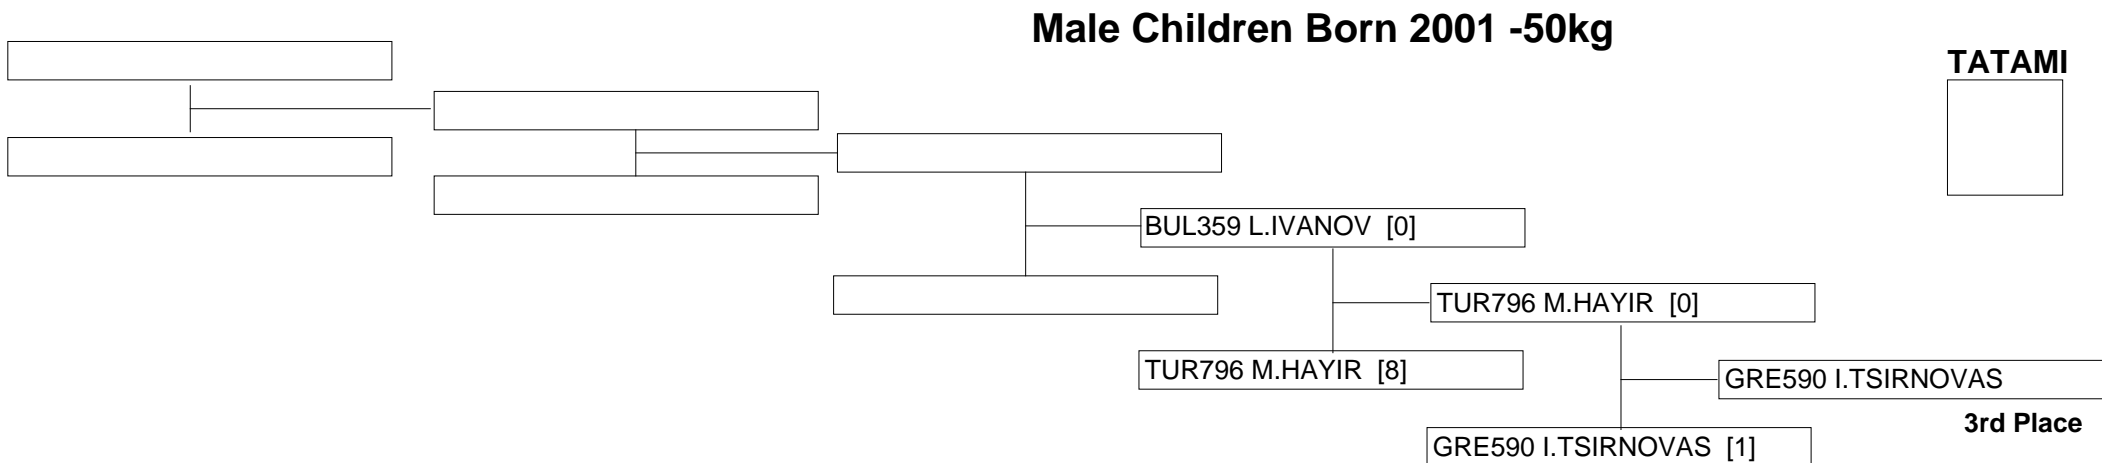 Male Children Born 2001 -50kg
TATAMI
BUL359 L.IVANOV [0]
TUR796 M.HAYIR [0]
TUR796 M.HAYIR [8]
GRE590 I.TSIRNOVAS
3rd Place
GRE590 I.TSIRNOVAS [1]